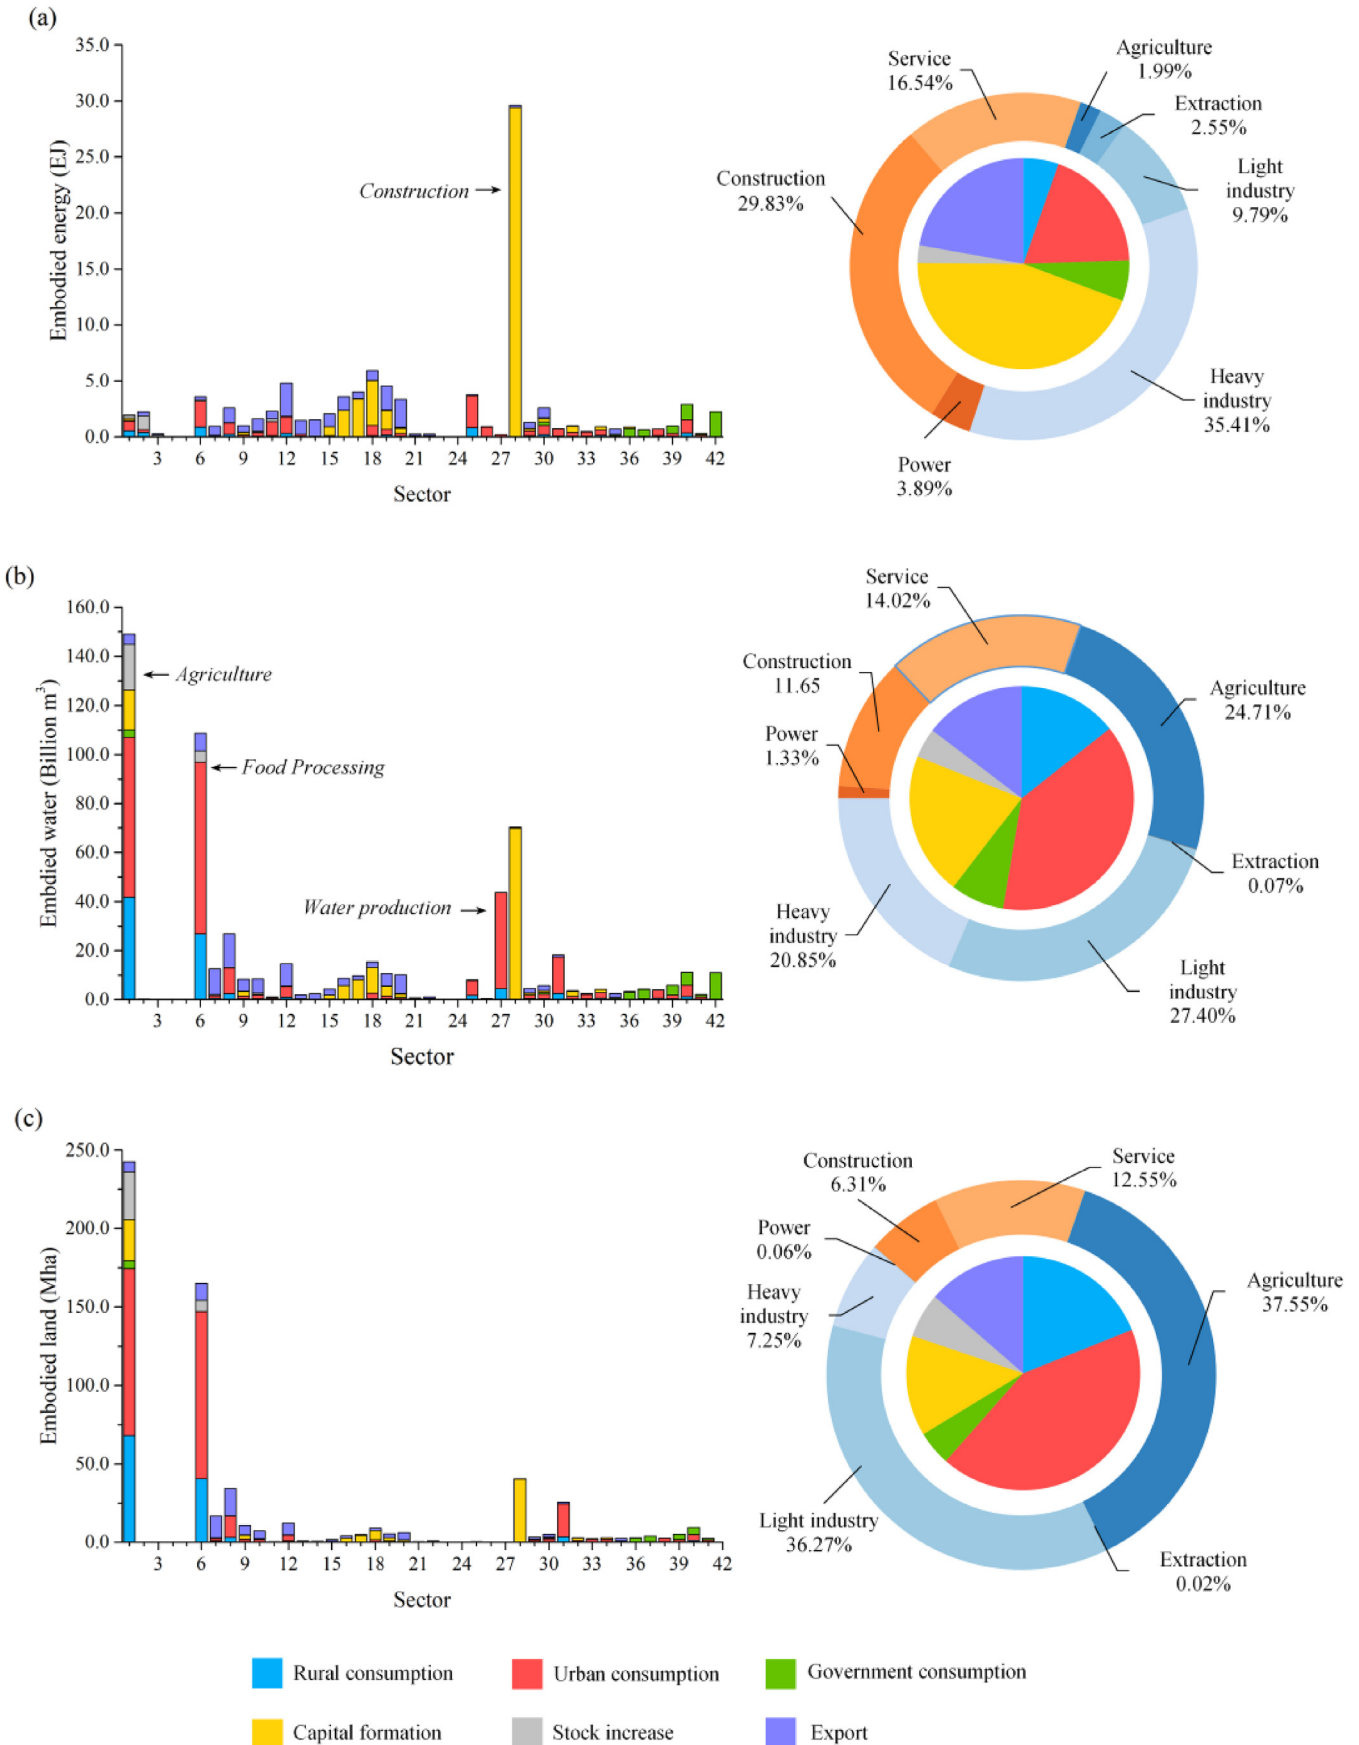 (a)
35.0
30.0
25.0
20.0
15.0
10.0
5.0
0.0
Embodied energy (EJ)
Construction
3 6 9 12 15 18 21 24 27 30 33 36 39 42
Sector
Service
16.54%
Agriculture
1.99%
Extraction
2.55%
Light
industry
9.79%
Construction
29.83%
Heavy
industry
35.41%
Power
3.89%
(b)
160.0
140.0
120.0
100.0
80.0
60.0
40.0
20.0
0.0
Embdied water (Billion m³)
Agriculture
Food Processing
Water production
3 6 9 12 15 18 21 24 27 30 33 36 39 42
Sector
Service
14.02%
Construction
11.65
Power
1.33%
Agriculture
24.71%
Extraction
0.07%
Heavy
industry
20.85%
Light
industry
27.40%
(c)
250.0
200.0
150.0
100.0
50.0
0.0
Embodied land (Mha)
3 6 9 12 15 18 21 24 27 30 33 36 39 42
Sector
Construction
6.31%
Service
12.55%
Power
0.06%
Heavy
industry
7.25%
Agriculture
37.55%
Light industry
36.27%
Extraction
0.02%
Rural consumption
Urban consumption
Government consumption
Capital formation
Stock increase
Export